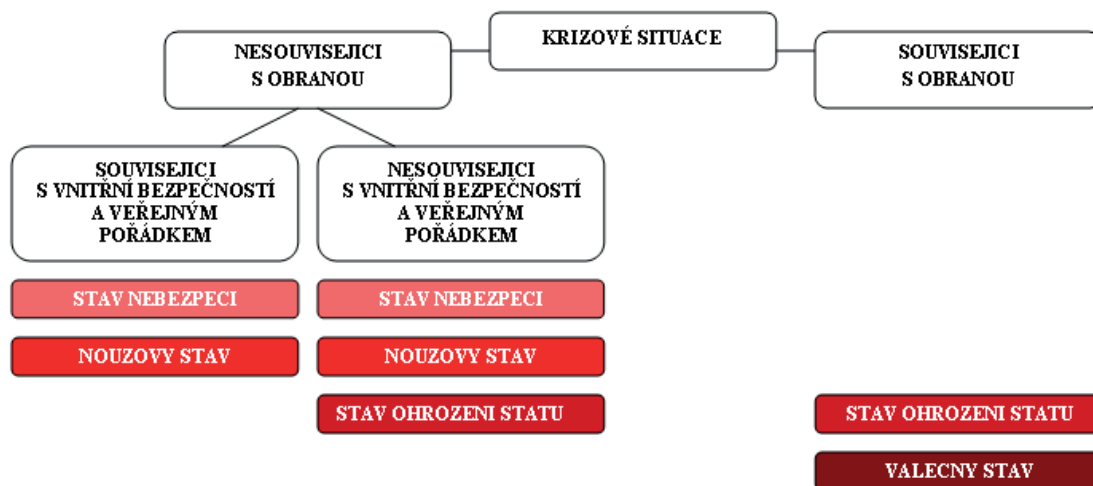 KRIZOVÉ SITUACE
NESOUVISEJICI
S OBRANOU
SOUVISEJICI
S OBRANOU
SOUVISEJICI
S VNITŘNÍ BEZPEČNOSTÍ
A VEŘEJNÝM
POŘÁDKEM
NESOUVISEJICI
S VNITŘNÍ BEZPEČNOSTÍ
A VEŘEJNÝM
POŘÁDKEM
STAV NEBEZPECI
STAV NEBEZPECI
NOUZOVY STAV
NOUZOVY STAV
STAV OHROZENI STATU
STAV OHROZENI STATU
VALECNY STAV